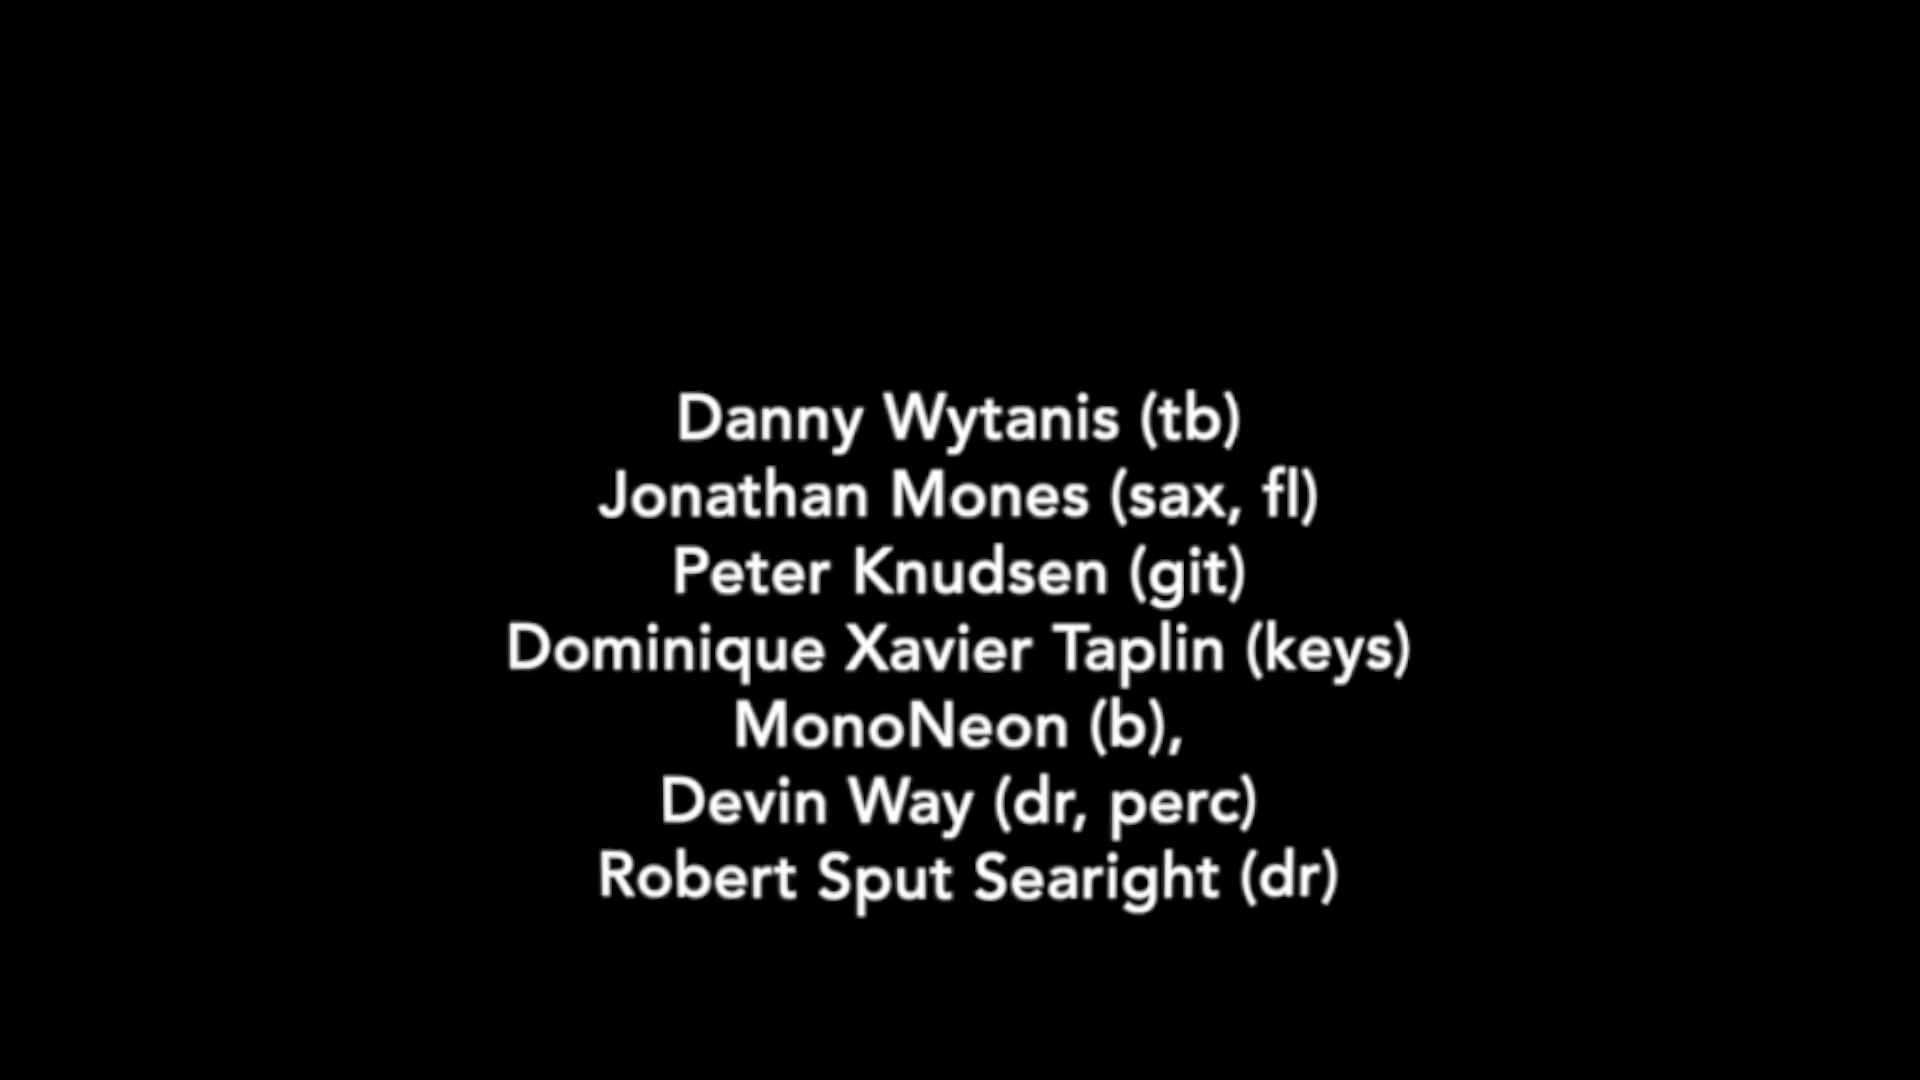 Danny Wytanis (tb)
Jonathan Mones (sax, fl)
Peter Knudsen (git)
Dominique Xavier Taplin (keys)
MonoNeon (b),
Devin Way (dr, perc)
Robert Sput Searight (dr)